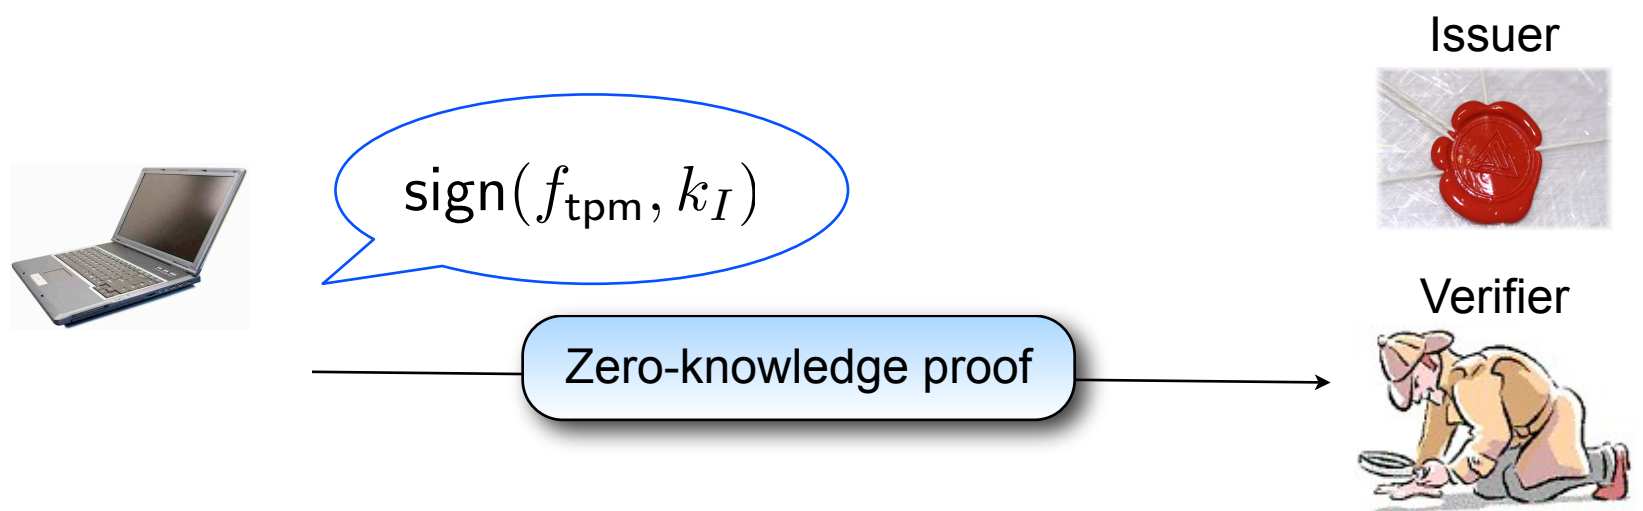 Issuer
sign(f_tpm, k_I)
Verifier
Zero-knowledge proof